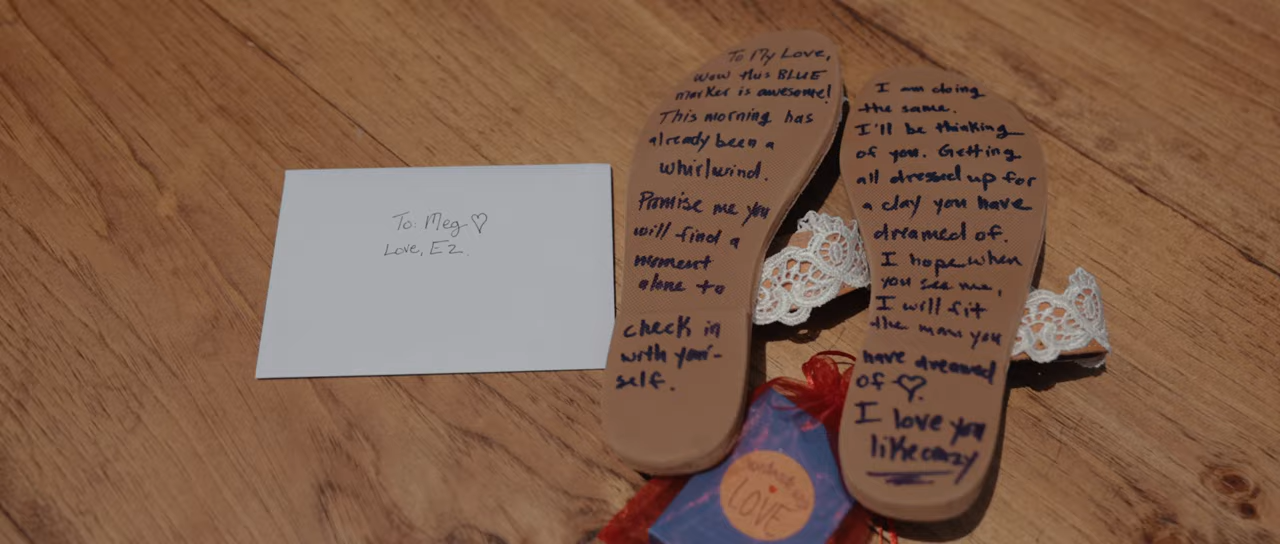 To: Meg ♡
Love, EZ.
To My Love,
wow this BLUE
marker is awesome!
This morning has
already been a
whirlwind.
Promise me you
will find a
moment
alone to
check in
with your-
self.
I am doing
the same.
I'll be thinking
of you. Getting
all dressed up for
a day you have
dreamed of.
I hope when
you see me,
I will fit
the man you
have dreamed
of ♡.
I love you
like crazy
LOVE